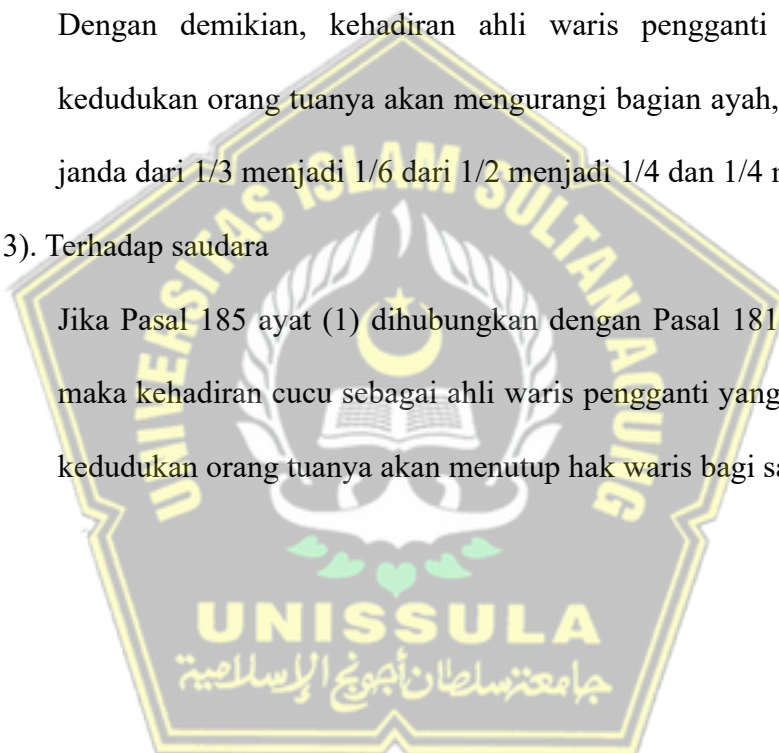 Dengan demikian, kehadiran ahli waris pengganti
kedudukan orang tuanya akan mengurangi bagian ayah,
janda dari 1/3 menjadi 1/6 dari 1/2 menjadi 1/4 dan 1/4
3). Terhadap saudara
Jika Pasal 185 ayat (1) dihubungkan dengan Pasal 181
maka kehadiran cucu sebagai ahli waris pengganti yang
kedudukan orang tuanya akan menutup hak waris bagi
UNIVERSITAS ISLAM SULTAN AGUNG
UNISSULA
جامعة سلطان أجونج الإسلامية